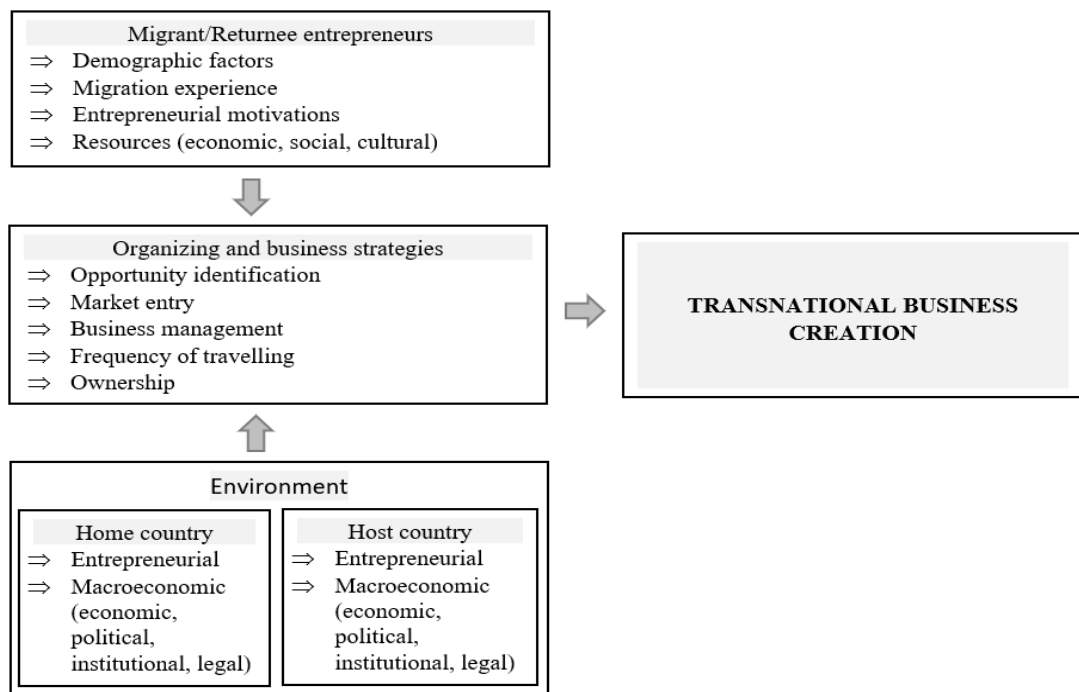 Migrant/Returnee entrepreneurs
⇒ Demographic factors
⇒ Migration experience
⇒ Entrepreneurial motivations
⇒ Resources (economic, social, cultural)
Organizing and business strategies
⇒ Opportunity identification
⇒ Market entry
⇒ Business management
⇒ Frequency of travelling
⇒ Ownership
TRANSNATIONAL BUSINESS
CREATION
Environment
Home country
⇒ Entrepreneurial
⇒ Macroeconomic
(economic,
political,
institutional, legal)
Host country
⇒ Entrepreneurial
⇒ Macroeconomic
(economic,
political,
institutional, legal)